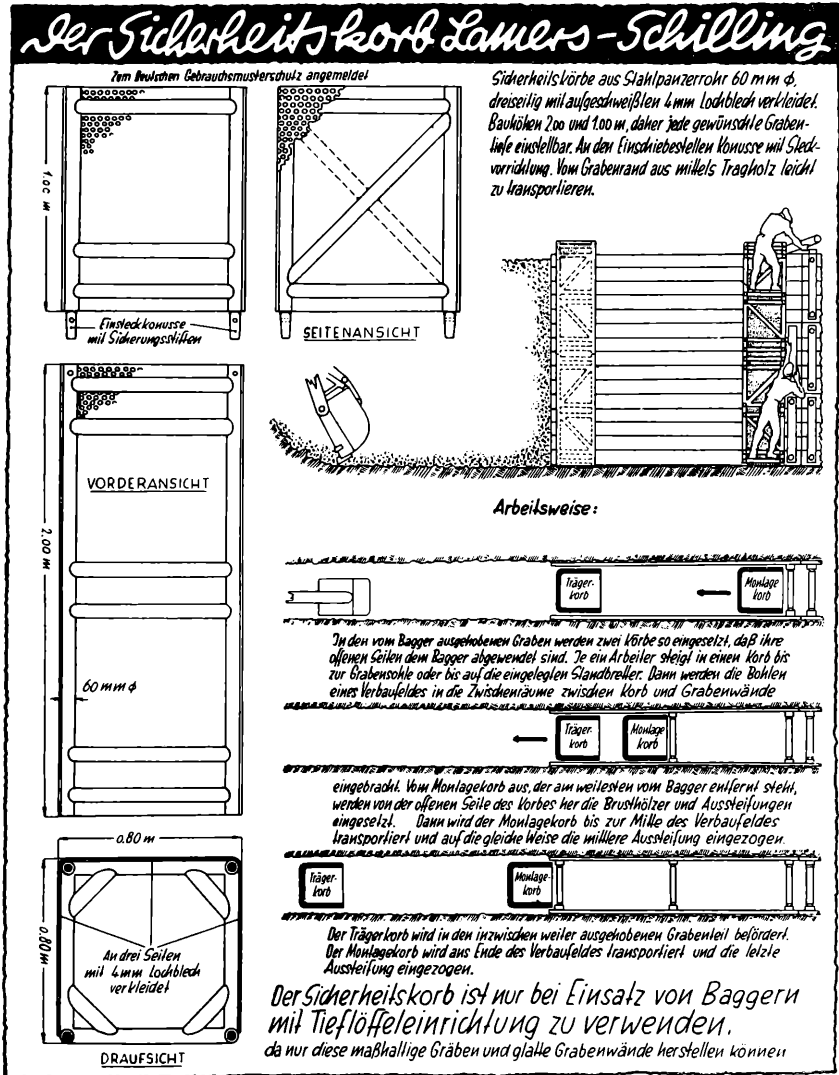 Der Sicherheitskorb Lamers-Schilling
Zum Deutschen Gebrauchsmusterschutz angemeldet
Sicherheitskörbe aus Stahlpanzerrohr 60 mm φ,
dreiseitig mit aufgeschweißten 4mm Lochblech verkleidet.
Bauhöhen 2.00 und 1.00 m, daher jede gewünschte Graben-
tiefe einstellbar. An den Einschiebestellen Konusse mit Steck-
vorrichtung. Vom Grabenrand aus mittels Tragholz leicht
zu transportieren.
1.00 m
Einsteckkonusse
mit Sicherungsstiften
SEITENANSICHT
VORDERANSICHT
2.00 m
60 mm φ
Arbeitsweise:
Träger-
korb
Montage
korb
In den vom Bagger ausgehobenen Graben werden zwei Körbe so eingesetzt, daß ihre
offenen Seiten dem Bagger abgewendet sind. Je ein Arbeiter steigt in einen Korb bis
zur Grabensohle oder bis auf die eingelegten Standbretter. Dann werden die Bohlen
eines Verbaufeldes in die Zwischenräume zwischen Korb und Grabenwände
Träger-
korb
Montage
korb
eingebracht. Vom Montagekorb aus, der am weitesten vom Bagger entfernt steht,
werden von der offenen Seite des Korbes her die Brusthölzer und Aussteifungen
eingesetzt. Dann wird der Montagekorb bis zur Mitte des Verbaufeldes
transportiert und auf die gleiche Weise die mittlere Aussteifung eingezogen.
Träger-
korb
Montage-
korb
Der Trägerkorb wird in den inzwischen weiter ausgehobenen Grabenteil befördert.
Der Montagekorb wird ans Ende des Verbaufeldes transportiert und die letzte
Aussteifung eingezogen.
0.80 m
0.80 m
An drei Seiten
mit 4mm Lochblech
verkleidet
DRAUFSICHT
Der Sicherheitskorb ist nur bei Einsatz von Baggern
mit Tieflöffeleinrichtung zu verwenden,
da nur diese maßhaltige Gräben und glatte Grabenwände herstellen können